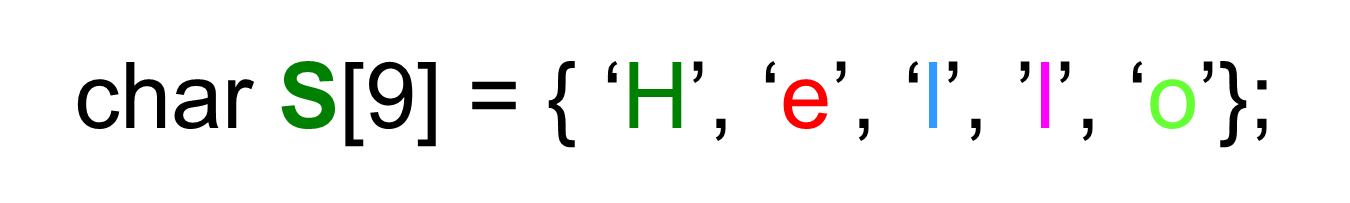 char S[9] = { ‘H’, ‘e’, ‘l’, ’l’, ‘o’};